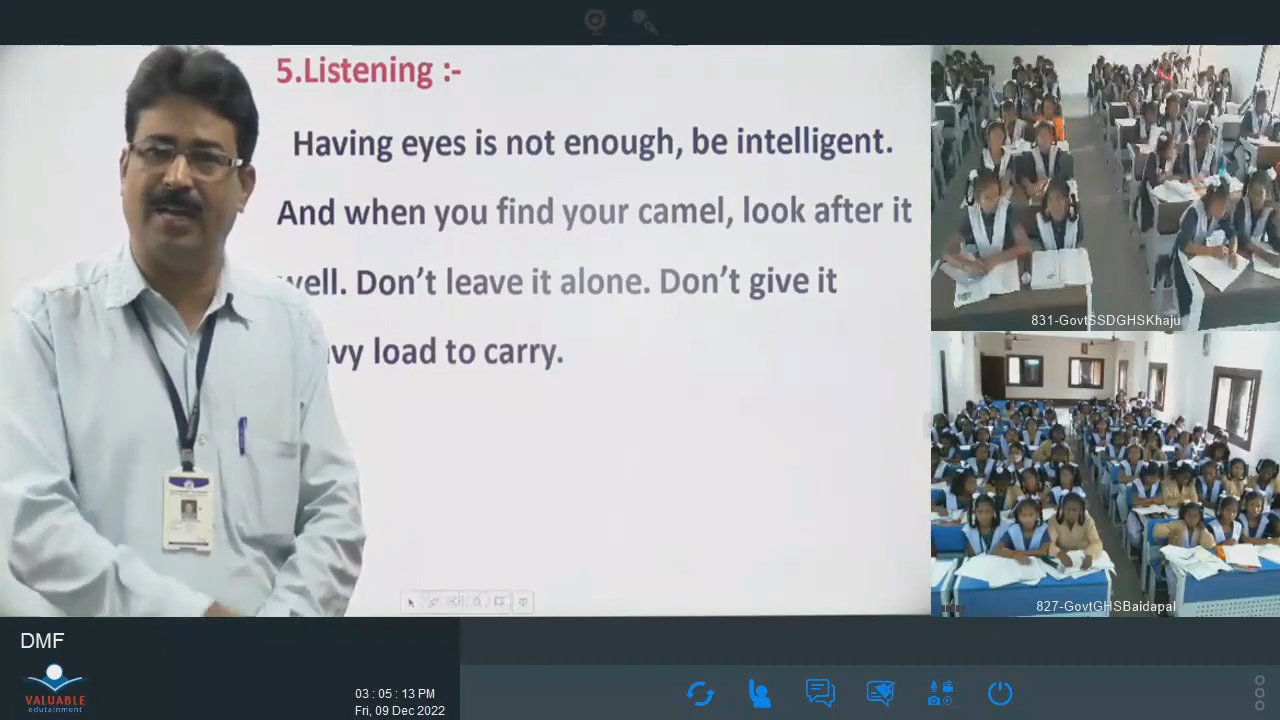 5.Listening :-
Having eyes is not enough, be intelligent.
And when you find your camel, look after it
well. Don't leave it alone. Don't give it
load to carry.
831-GovtSSDGHSKhaju
827-GovtGHSBaidapal
DMF
VALUABLE
edutainment
03 : 05 : 13 PM
Fri, 09 Dec 2022